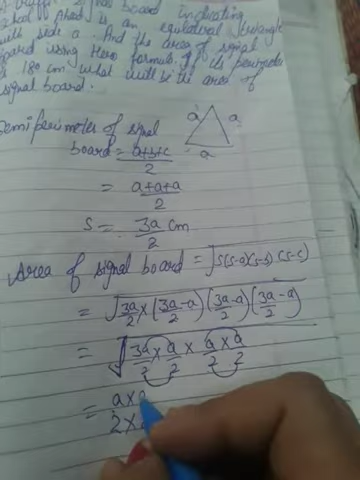 board indicating
ahead is an equilateral triangle
with side a. And the area of signal
board using Hero formula. If its perimeter
is 180 cm what will be the area of
signal board.
Semiperimeter of signal
board = a+b+c/2
a a
a
= a+a+a/2
S = 3a/2 cm
Area of signal board = √s(s-a)(s-b)(s-c)
= √3a/2 × (3a/2-a) (3a/2-a) (3a/2-a)
= √3a/2 × a/2 × a/2 × a/2
= a×/2×